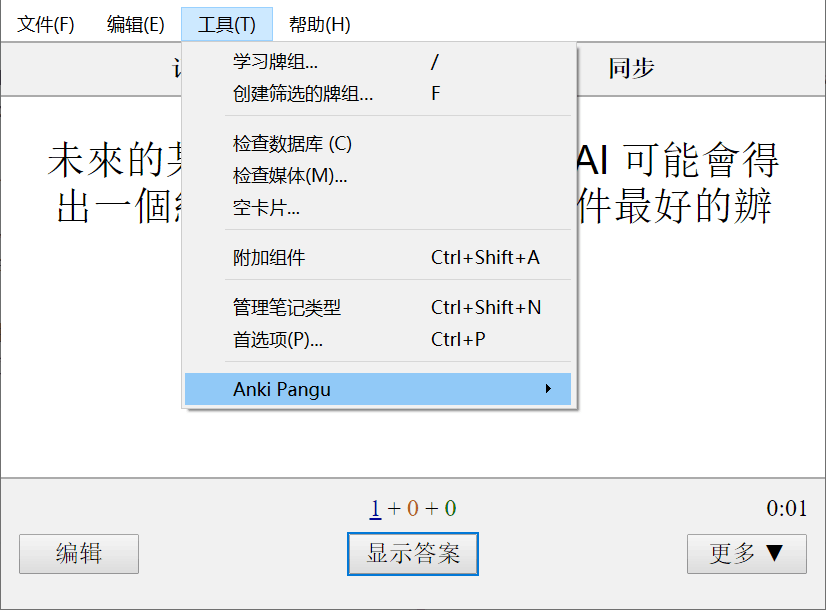 文件(F) 编辑(E) 工具(T) 帮助(H)
学习牌组... /
同步
创建筛选的牌组... F
检查数据库 (C)
未來的 AI 可能會得
检查媒体(M)...
出一個 件最好的辦
空卡片...
附加组件 Ctrl+Shift+A
管理笔记类型 Ctrl+Shift+N
首选项(P)... Ctrl+P
Anki Pangu
1 + 0 + 0 0:01
编辑 显示答案 更多 ▼